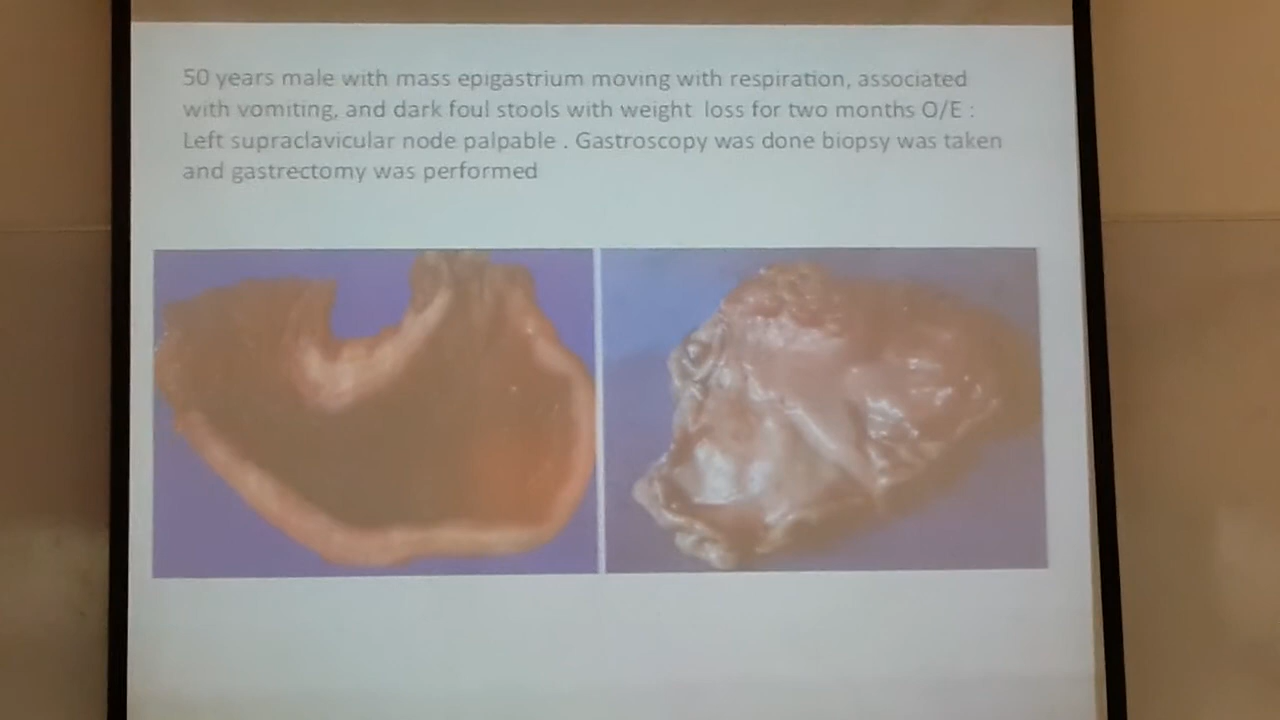 50 years male with mass epigastrium moving with respiration, associated
with vomiting, and dark foul stools with weight loss for two months O/E :
Left supraclavicular node palpable . Gastroscopy was done biopsy was taken
and gastrectomy was performed